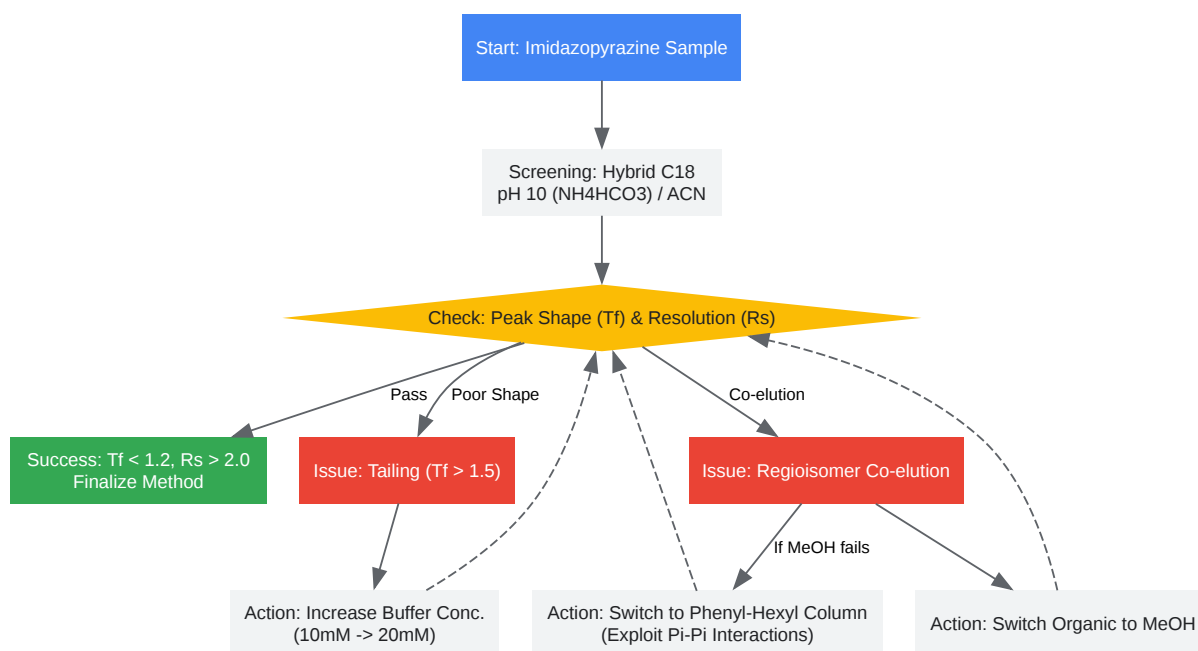 Start: Imidazopyrazine Sample
Screening: Hybrid C18
pH 10 (NH4HCO3) / ACN
Check: Peak Shape (Tf) & Resolution (Rs)
Pass
Poor Shape
Co-elution
Success: Tf < 1.2, Rs > 2.0
Finalize Method
Issue: Tailing (Tf > 1.5)
Issue: Regioisomer Co-elution
If MeOH fails
Action: Increase Buffer Conc.
(10mM -> 20mM)
Action: Switch to Phenyl-Hexyl Column
(Exploit Pi-Pi Interactions)
Action: Switch Organic to MeOH